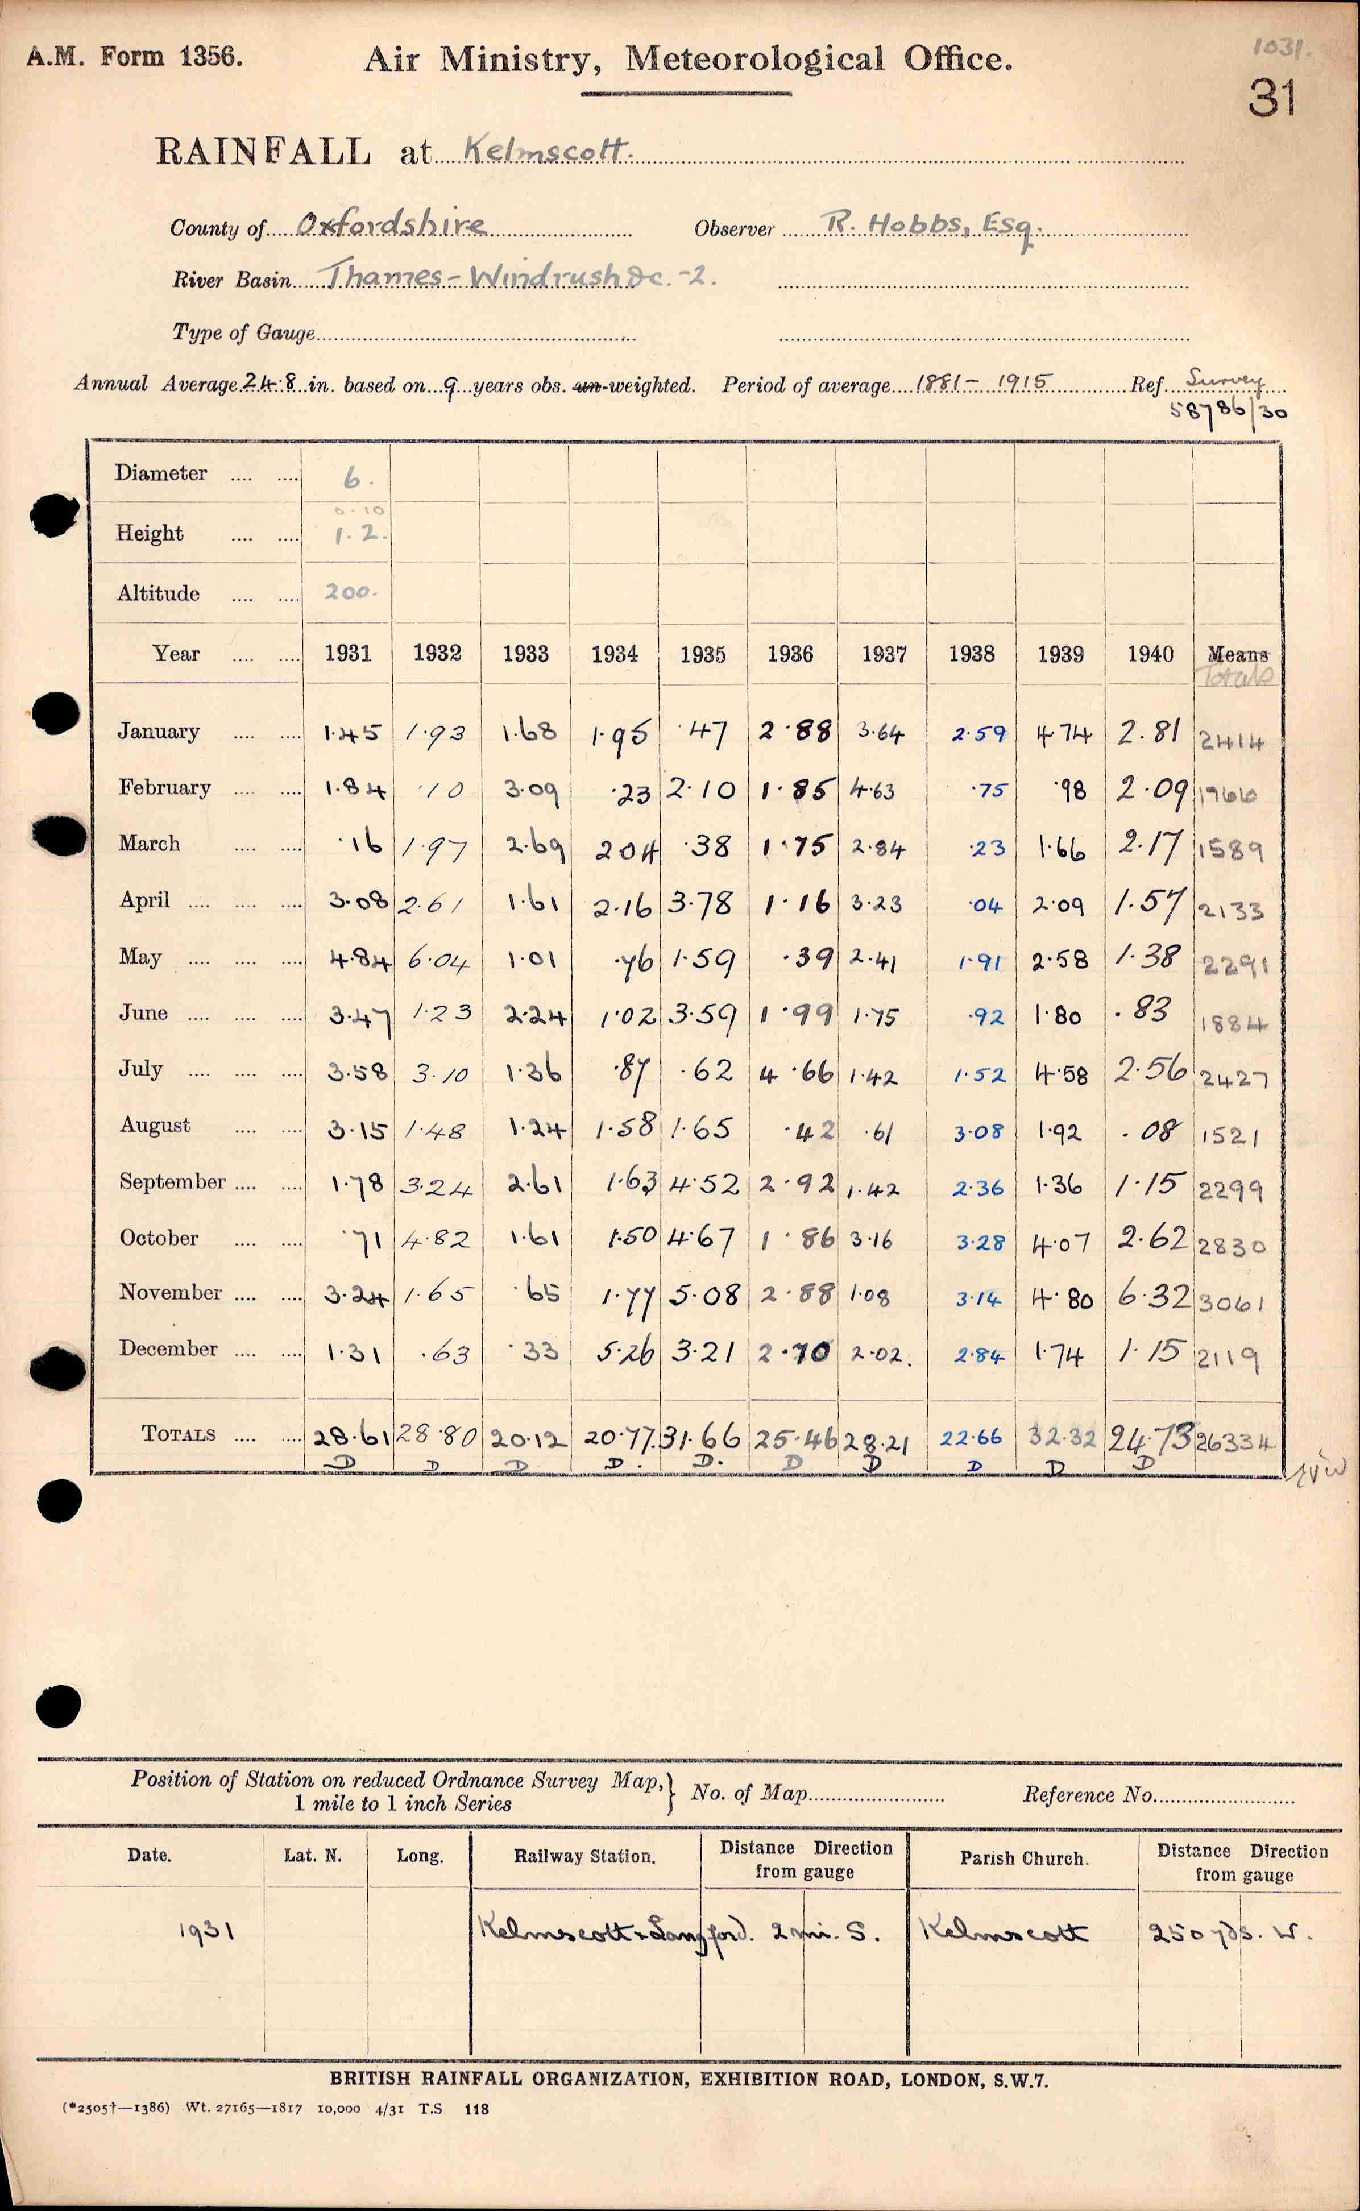 A.M. Form 1356.
Air Ministry, Meteorological Office.
1031.
31
RAINFALL at Kelmscott.
County of Oxfordshire Observer R. Hobbs, Esq.
River Basin Thames-Windrush &c. -2.
Type of Gauge
Annual Average 24.8 in. based on 9 years obs. un-weighted. Period of average 1881-1915 Ref. Survey
58786/30
Diameter 6.
0.10
Height 1.2.
Altitude 200.
Year 1931 1932 1933 1934 1935 1936 1937 1938 1939 1940 Means
Totals
January 1.45 1.93 1.68 1.95 .47 2.88 3.64 2.59 4.74 2.81 2414
February 1.84 .10 3.09 .23 2.10 1.85 4.63 .75 .98 2.09 1766
March .16 1.97 2.69 2.04 .38 1.75 2.84 .23 1.66 2.17 1589
April 3.08 2.61 1.61 2.16 3.78 1.16 3.23 .04 2.09 1.57 2133
May 4.84 6.04 1.01 .76 1.59 .39 2.41 1.91 2.58 1.38 2291
June 3.47 1.23 2.24 1.02 3.59 1.99 1.75 .92 1.80 .83 1884
July 3.58 3.10 1.36 .87 .62 4.66 1.42 1.52 4.58 2.56 2427
August 3.15 1.48 1.24 1.58 1.65 .42 .61 3.08 1.92 .08 1521
September 1.78 3.24 2.61 1.63 4.52 2.92 1.42 2.36 1.36 1.15 2299
October .71 4.82 1.61 1.50 4.67 1.86 3.16 3.28 4.07 2.62 2830
November 3.24 1.65 .65 1.77 5.08 2.88 1.08 3.14 4.80 6.32 3061
December 1.31 .63 .33 5.26 3.21 2.70 2.02. 2.84 1.74 1.15 2119
TOTALS 28.61 28.80 20.12 20.77. 31.66 25.46 28.21 22.66 32.32 24.73 26334
D D D D. D. D D D D D
Position of Station on reduced Ordnance Survey Map, } No. of Map Reference No.
1 mile to 1 inch Series
Date. Lat. N. Long. Railway Station. Distance Direction from gauge Parish Church. Distance Direction from gauge
1931 Kelmscott & Langford. 2 mi. S. Kelmscott 250 yds. W.
BRITISH RAINFALL ORGANIZATION, EXHIBITION ROAD, LONDON, S.W.7.
(*2505†—1386) Wt. 27165—1817 10,000 4/31 T.S 118